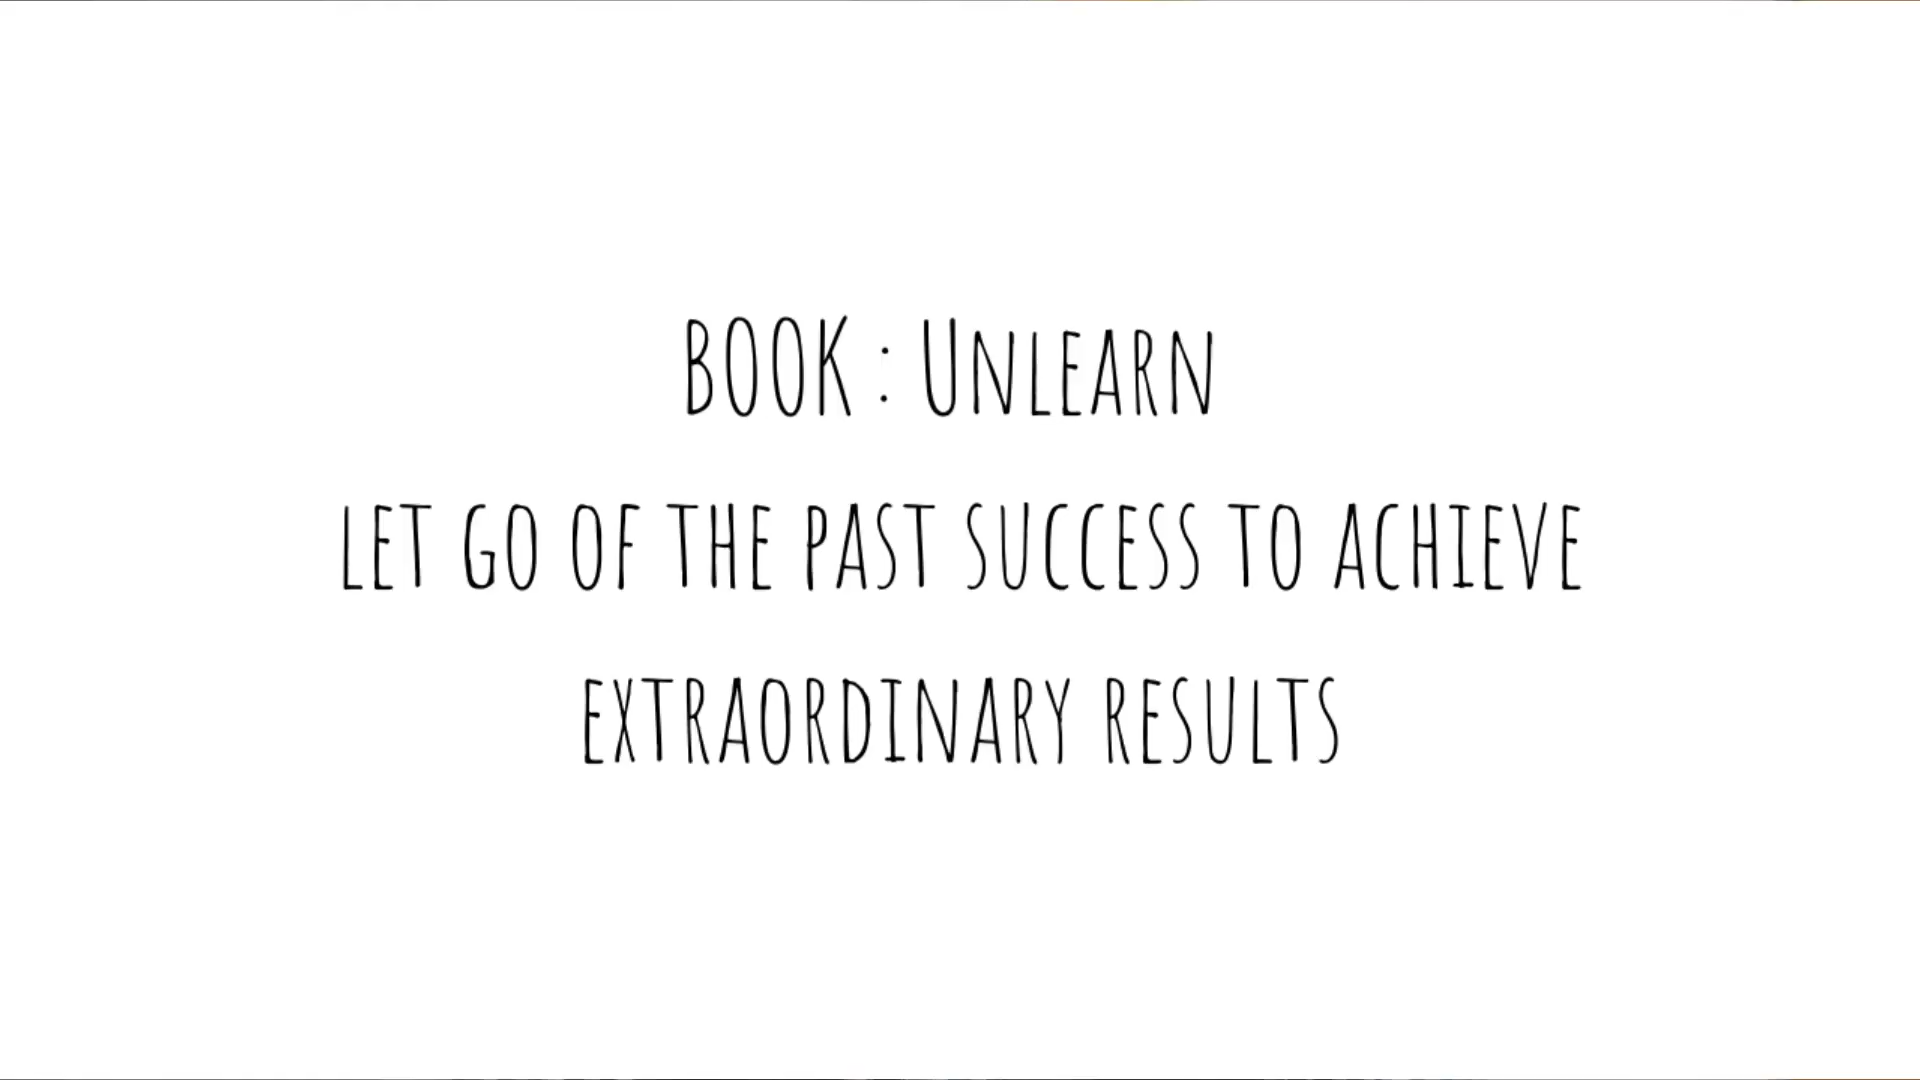 BOOK : UNLEARN
LET GO OF THE PAST SUCCESS TO ACHIEVE
EXTRAORDINARY RESULTS